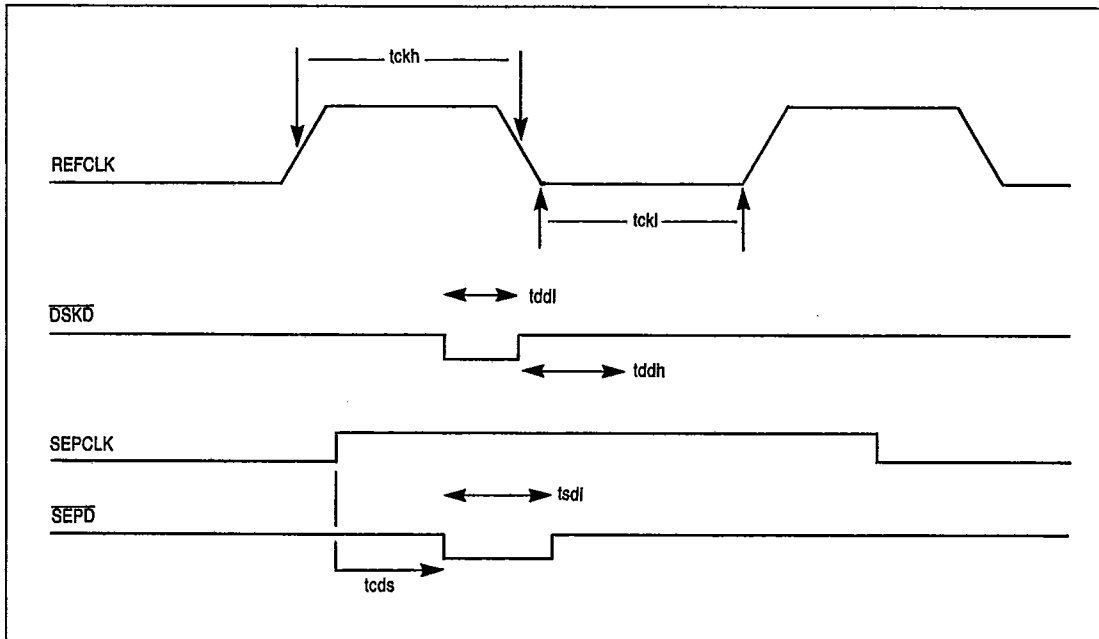 tckh
REFCLK
tckl
tddl
DSKD
tddh
SEPCLK
tsdl
SEPD
tcds